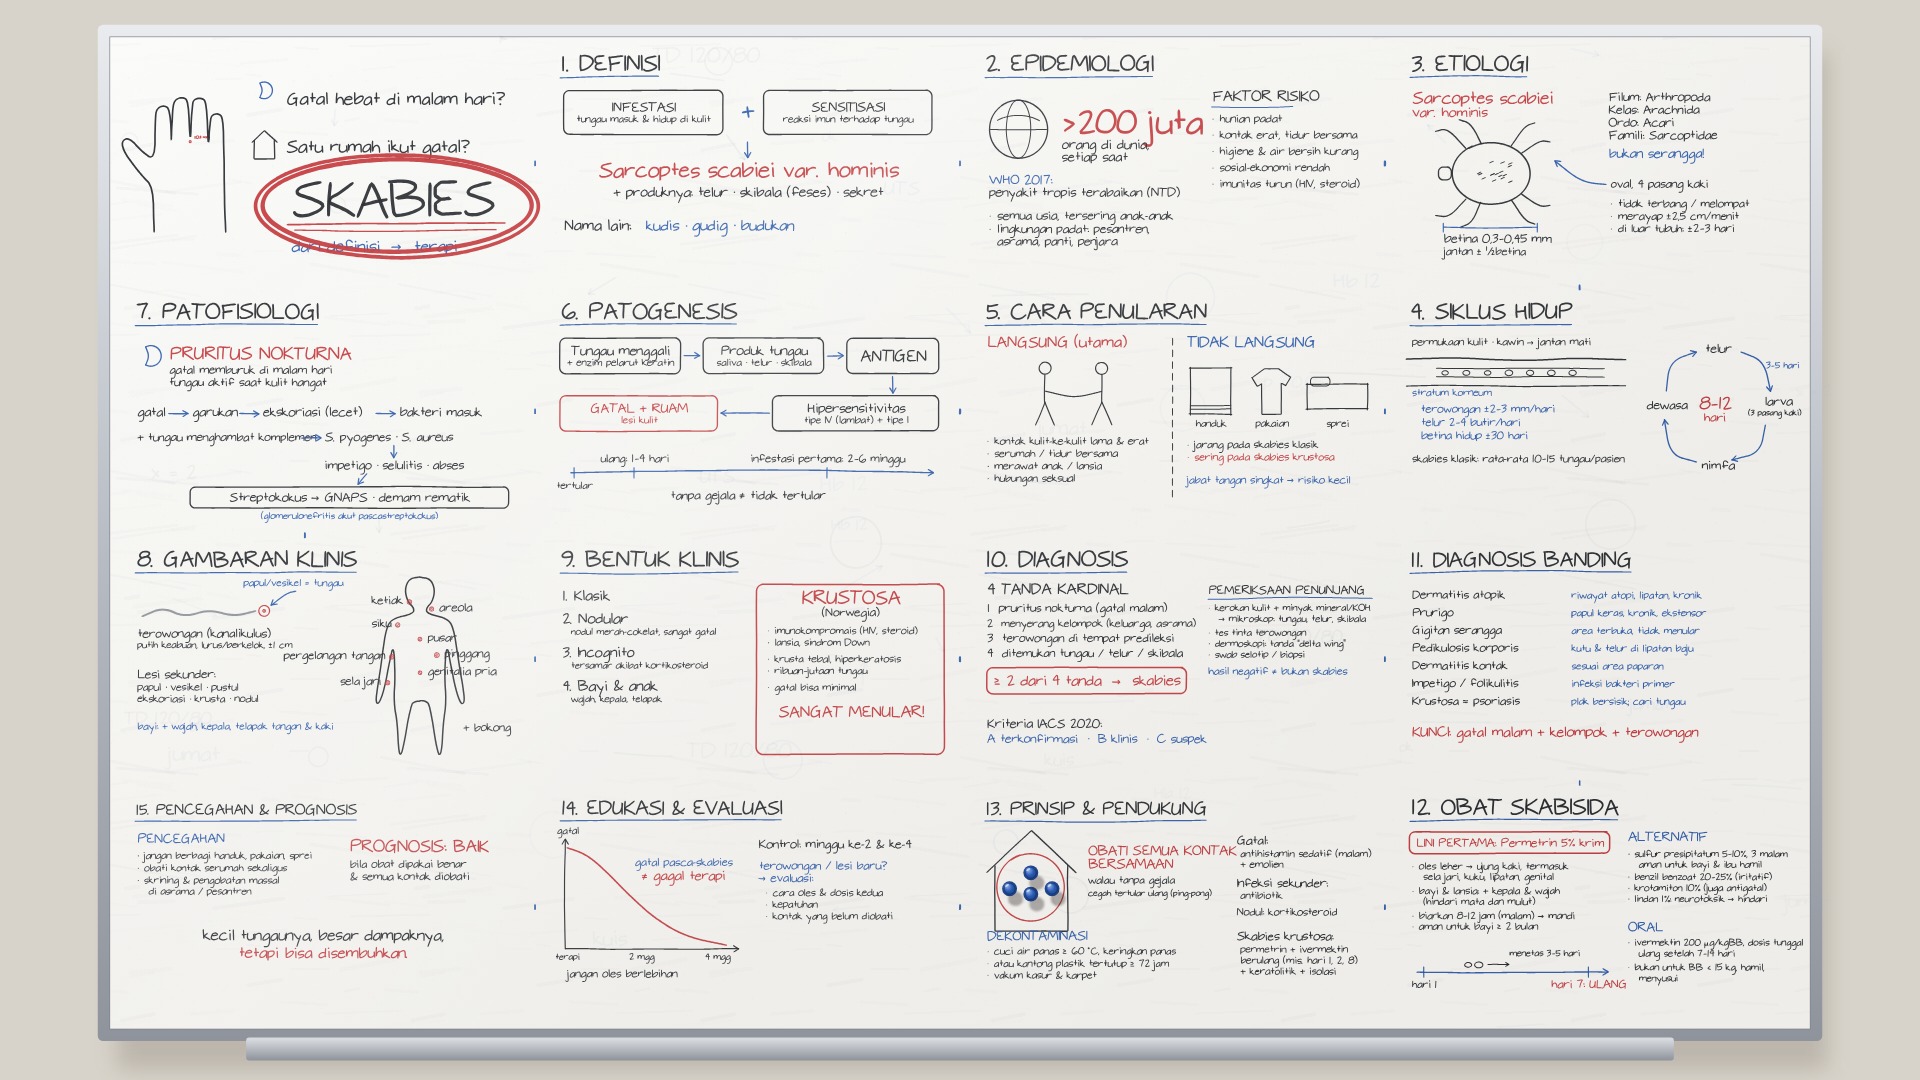 Gatal hebat di malam hari?
Satu rumah ikut gatal?
SKABIES
dari definisi → terapi
1. DEFINISI
INFESTASI
tungau masuk & hidup di kulit
+
SENSITISASI
reaksi imun terhadap tungau
Sarcoptes scabiei var. hominis
+ produknya: telur · skibala (feses) · sekret
Nama lain: kudis · gudig · budukan
2. EPIDEMIOLOGI
>200 juta
orang di dunia,
setiap saat
WHO 2017:
penyakit tropis terabaikan (NTD)
· semua usia, tersering anak-anak
· lingkungan padat: pesantren,
asrama, panti, penjara
FAKTOR RISIKO
· hunian padat
· kontak erat, tidur bersama
· higiene & air bersih kurang
· sosial-ekonomi rendah
· imunitas turun (HIV, steroid)
3. ETIOLOGI
Sarcoptes scabiei
var. hominis
Filum: Arthropoda
Kelas: Arachnida
Ordo: Acari
Famili: Sarcoptidae
bukan serangga!
oval, 4 pasang kaki
· tidak terbang / melompat
· merayap ±2,5 cm/menit
· di luar tubuh: ±2-3 hari
betina 0,3-0,45 mm
jantan ± ½betina
7. PATOFISIOLOGI
PRURITUS NOKTURNA
gatal memburuk di malam hari
tungau aktif saat kulit hangat
gatal → garukan → ekskoriasi (lecet) → bakteri masuk
+ tungau menghambat komplemen → S. pyogenes · S. aureus
impetigo · selulitis · abses
Streptokokus → GNAPS · demam rematik
(glomerulonefritis akut pascastreptokokus)
6. PATOGENESIS
Tungau menggali
+ enzim pelarut keratin
Produk tungau
saliva · telur · skibala
ANTIGEN
GATAL + RUAM
lesi kulit
Hipersensitivitas
tipe IV (lambat) + tipe I
ulang: 1-4 hari
infestasi pertama: 2-6 minggu
tertular
tanpa gejala ≠ tidak tertular
5. CARA PENULARAN
LANGSUNG (utama)
· kontak kulit-ke-kulit lama & erat
· serumah / tidur bersama
· merawat anak / lansia
· hubungan seksual
TIDAK LANGSUNG
handuk
pakaian
sprei
· jarang pada skabies klasik
· sering pada skabies krustosa
jabat tangan singkat → risiko kecil
4. SIKLUS HIDUP
permukaan kulit · kawin → jantan mati
stratum korneum
terowongan ±2-3 mm/hari
telur 2-4 butir/hari
betina hidup ±30 hari
skabies klasik: rata-rata 10-15 tungau/pasien
telur
3-5 hari
larva
(3 pasang kaki)
nimfa
dewasa
8-12
hari
8. GAMBARAN KLINIS
papul/vesikel = tungau
terowongan (kanalikulus)
putih keabuan, lurus/berkelok, ±1 cm
Lesi sekunder:
papul · vesikel · pustul
ekskoriasi · krusta · nodul
bayi: + wajah, kepala, telapak tangan & kaki
ketiak
areola
siku
pusar
pergelangan tangan
pinggang
genitalia pria
sela jari
+ bokong
9. BENTUK KLINIS
1. Klasik
2. Nodular
nodul merah-cokelat, sangat gatal
3. Incognito
tersamar akibat kortikosteroid
4. Bayi & anak
wajah, kepala, telapak
KRUSTOSA
(Norwegia)
· imunokompromais (HIV, steroid)
· lansia, sindrom Down
· krusta tebal, hiperkeratosis
· ribuan-jutaan tungau
· gatal bisa minimal
SANGAT MENULAR!
10. DIAGNOSIS
4 TANDA KARDINAL
1 pruritus nokturna (gatal malam)
2 menyerang kelompok (keluarga, asrama)
3 terowongan di tempat predileksi
4 ditemukan tungau / telur / skibala
≥ 2 dari 4 tanda → skabies
Kriteria IACS 2020:
A terkonfirmasi · B klinis · C suspek
PEMERIKSAAN PENUNJANG
· kerokan kulit + minyak mineral/KOH
→ mikroskop: tungau, telur, skibala
· tes tinta terowongan
· dermoskopi: tanda "delta wing"
· swab selotip / biopsi
hasil negatif ≠ bukan skabies
11. DIAGNOSIS BANDING
Dermatitis atopik riwayat atopi, lipatan, kronik
Prurigo papul keras, kronik, ekstensor
Gigitan serangga area terbuka, tidak menular
Pedikulosis korporis kutu & telur di lipatan baju
Dermatitis kontak sesuai area paparan
Impetigo / folikulitis infeksi bakteri primer
Krustosa ≈ psoriasis plak bersisik; cari tungau
KUNCI: gatal malam + kelompok + terowongan
15. PENCEGAHAN & PROGNOSIS
PENCEGAHAN
· jangan berbagi handuk, pakaian, sprei
· obati kontak serumah sekaligus
· skrining & pengobatan massal
di asrama / pesantren
PROGNOSIS: BAIK
bila obat dipakai benar
& semua kontak diobati
kecil tungaunya, besar dampaknya,
tetapi bisa disembuhkan.
14. EDUKASI & EVALUASI
gatal
gatal pasca-skabies
≠ gagal terapi
terapi
2 mgg
4 mgg
jangan oles berlebihan
Kontrol: minggu ke-2 & ke-4
terowongan / lesi baru?
→ evaluasi:
· cara oles & dosis kedua
· kepatuhan
· kontak yang belum diobati
13. PRINSIP & PENDUKUNG
OBATI SEMUA KONTAK
BERSAMAAN
walau tanpa gejala
cegah tertular ulang (ping-pong)
DEKONTAMINASI
· cuci air panas ≥ 60 °C, keringkan panas
· atau kantong plastik tertutup ≥ 72 jam
· vakum kasur & karpet
Gatal:
antihistamin sedatif (malam)
+ emolien
Infeksi sekunder:
antibiotik
Nodul: kortikosteroid
Skabies krustosa:
permetrin + ivermektin
berulang (mis. hari 1, 2, 8)
+ keratolitik + isolasi
12. OBAT SKABISIDA
LINI PERTAMA: Permetrin 5% krim
· oles leher → ujung kaki, termasuk
sela jari, kuku, lipatan, genital
· bayi & lansia: + kepala & wajah
(hindari mata dan mulut)
· biarkan 8-12 jam (malam) → mandi
· aman untuk bayi ≥ 2 bulan
menetas 3-5 hari
hari 1
hari 7: ULANG
ALTERNATIF
· sulfur presipitatum 5-10%, 3 malam
aman untuk bayi & ibu hamil
· benzil benzoat 20-25% (iritatif)
· krotamiton 10% (juga antigatal)
· lindan 1% neurotoksik → hindari
ORAL
· ivermektin 200 µg/kgBB, dosis tunggal
ulang setelah 7-14 hari
· bukan untuk BB < 15 kg, hamil,
menyusui